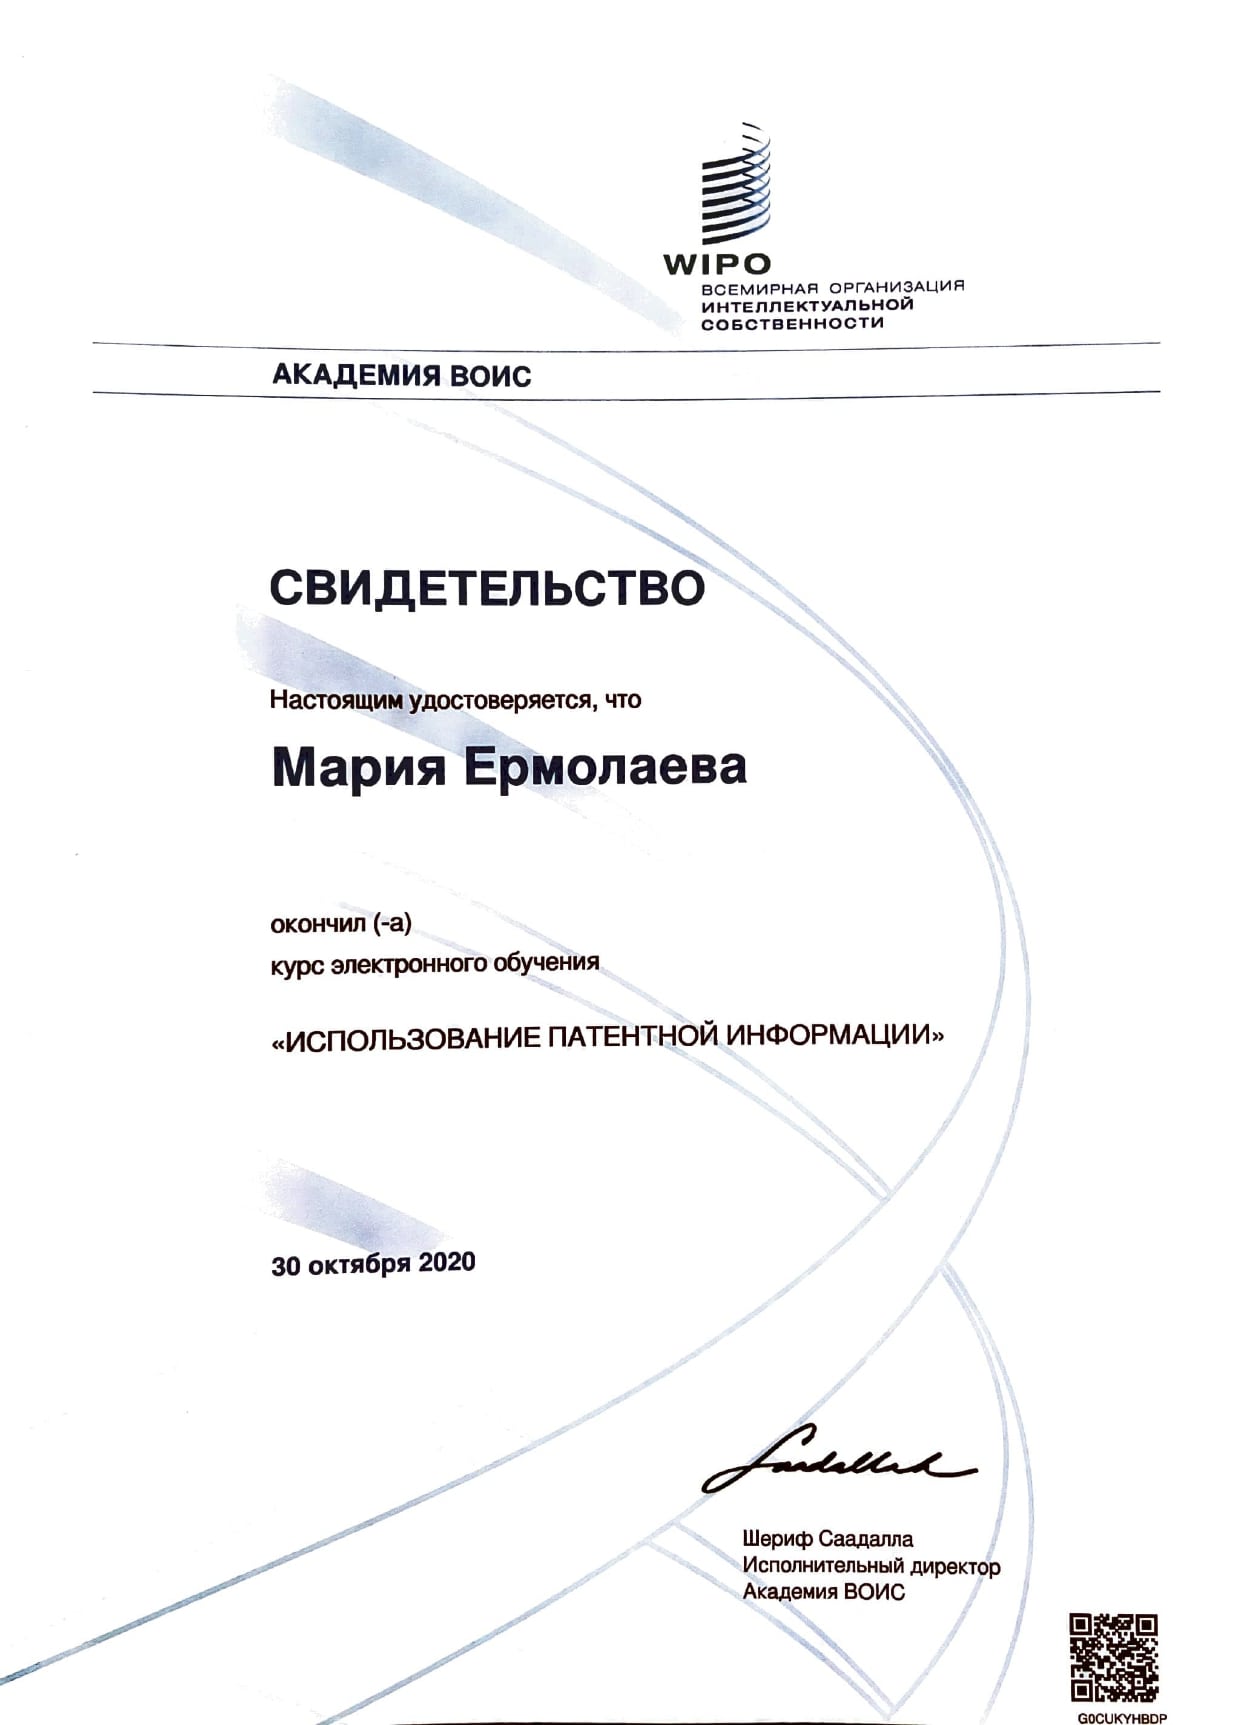 WIPO
ВСЕМИРНАЯ ОРГАНИЗАЦИЯ
ИНТЕЛЛЕКТУАЛЬНОЙ
СОБСТВЕННОСТИ
АКАДЕМИЯ ВОИС
СВИДЕТЕЛЬСТВО
Настоящим удостоверяется, что
Мария Ермолаева
окончил (-а)
курс электронного обучения
«ИСПОЛЬЗОВАНИЕ ПАТЕНТНОЙ ИНФОРМАЦИИ»
30 октября 2020
Saadallah
Шериф Саадалла
Исполнительный директор
Академия ВОИС
G0CUKYHBDP